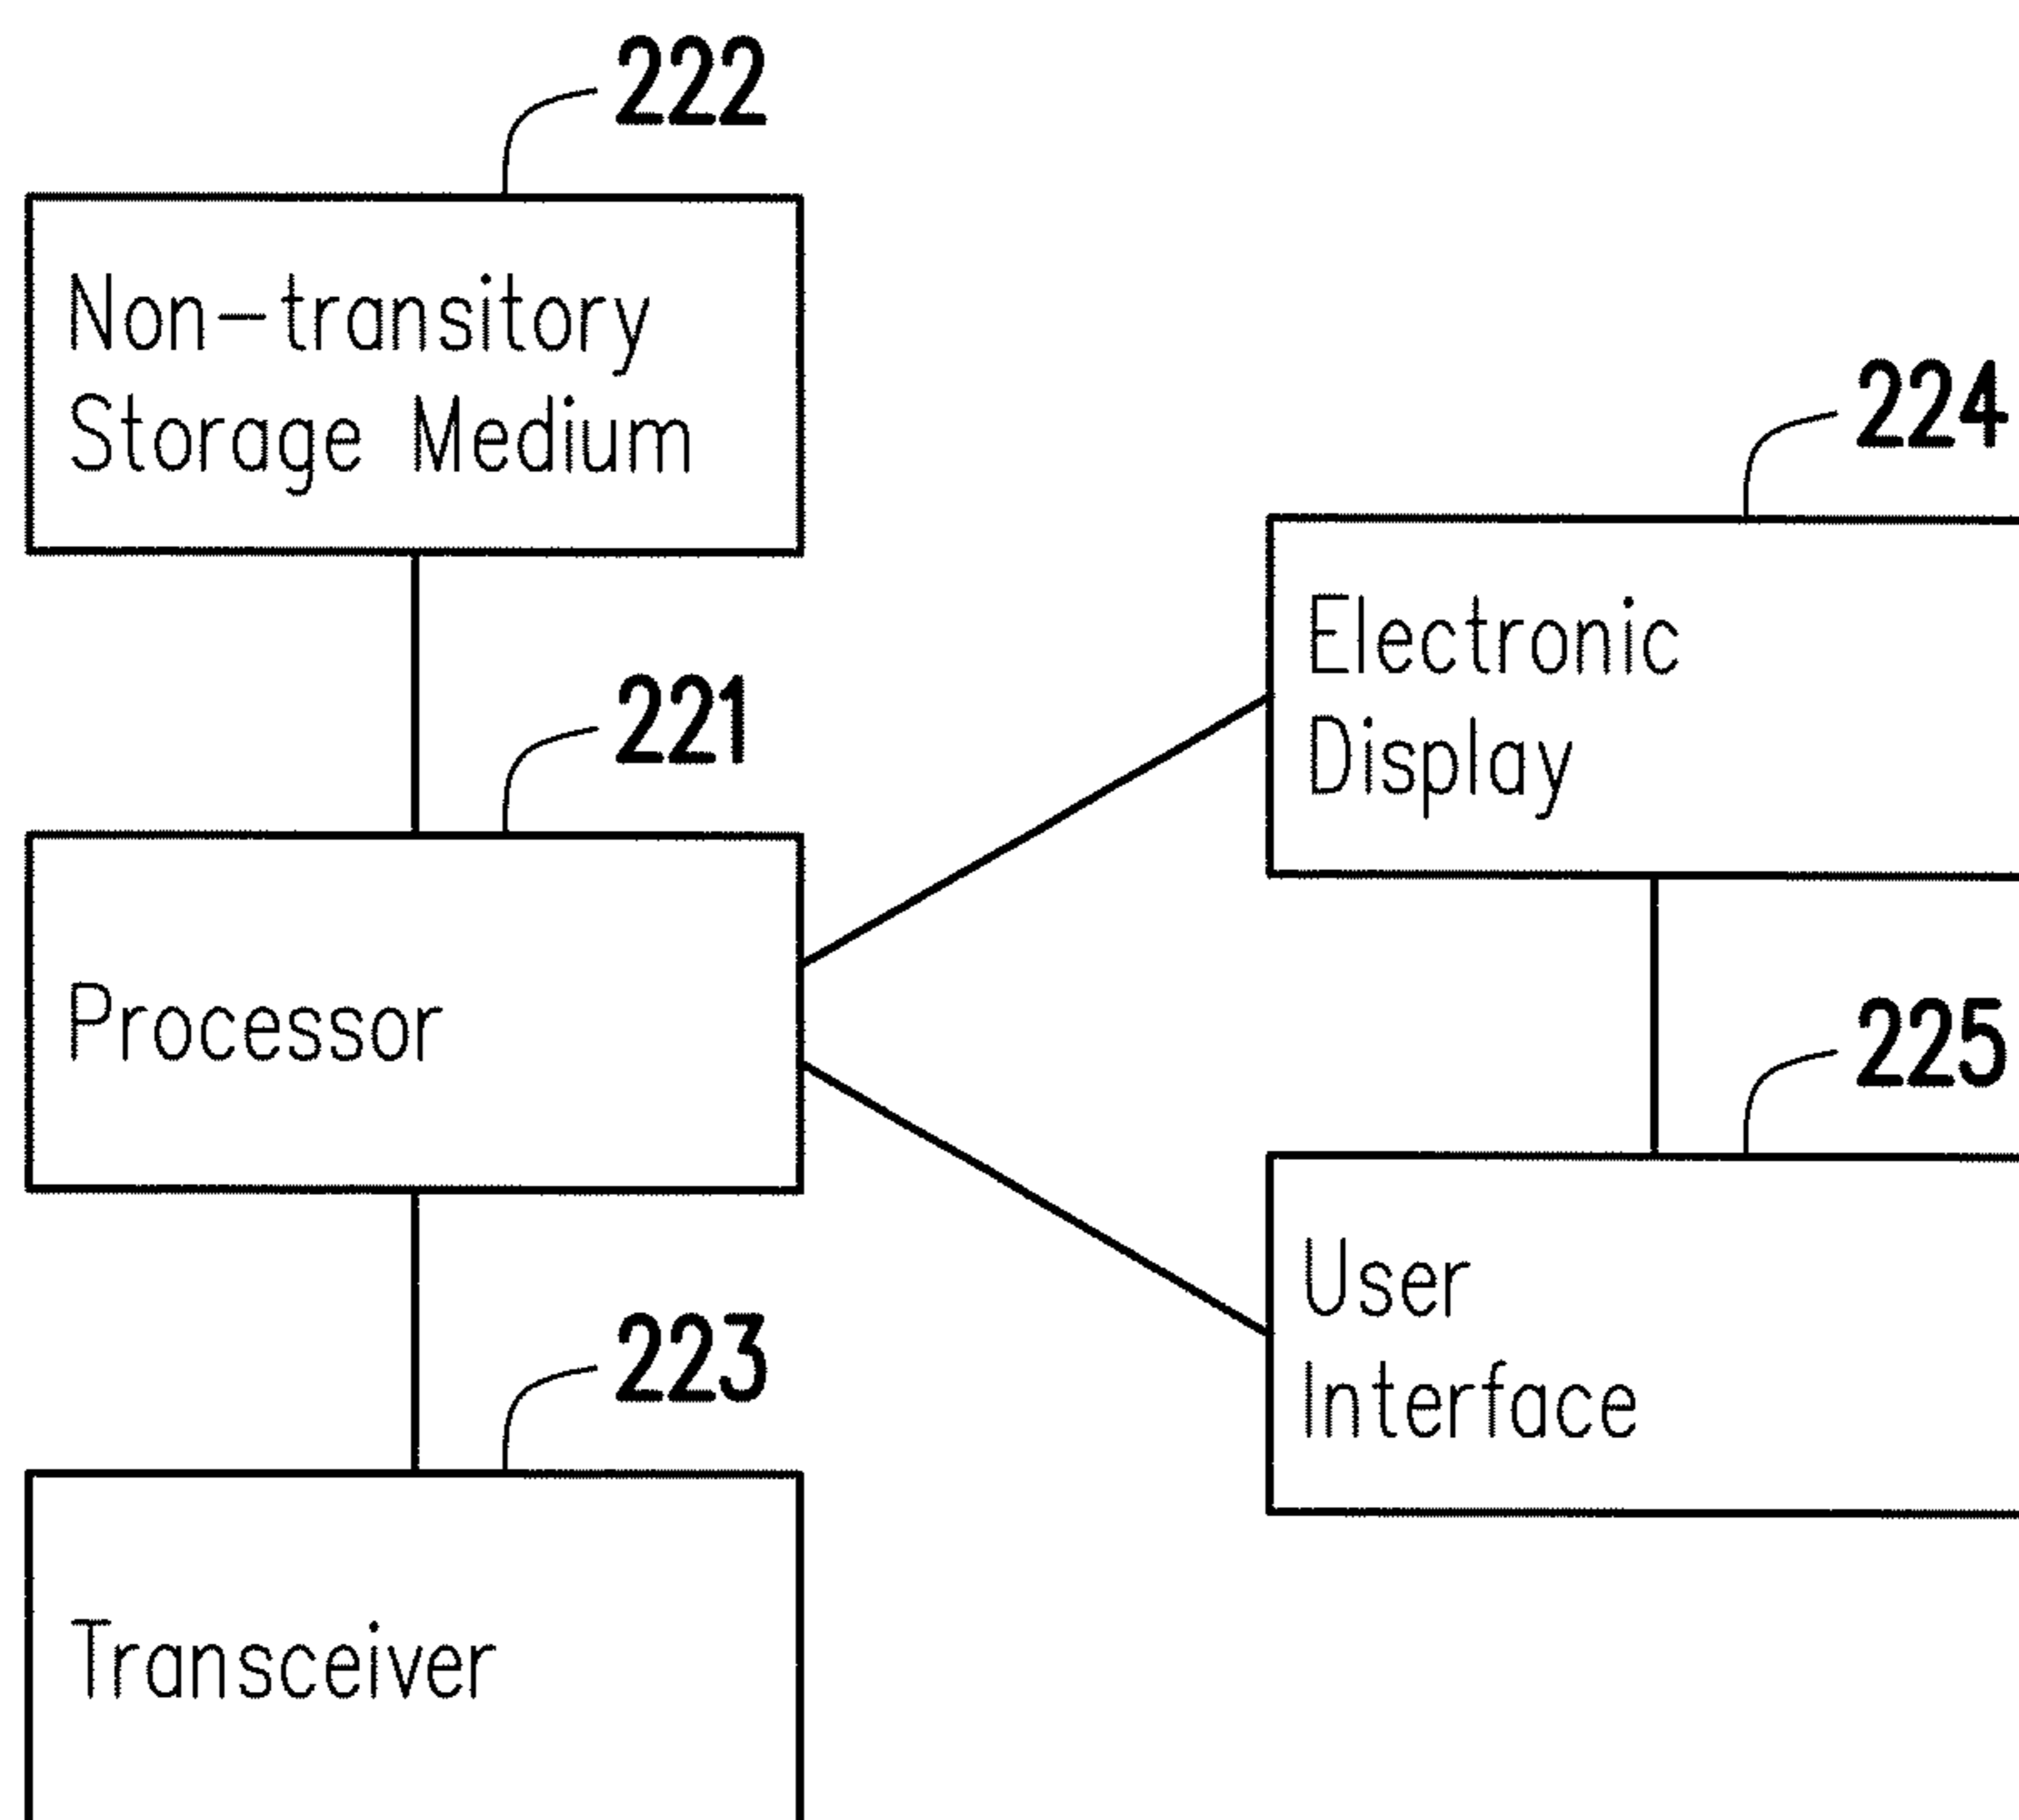 222
Non-transitory
Storage Medium
221
Processor
223
Transceiver
224
Electronic
Display
225
User
Interface